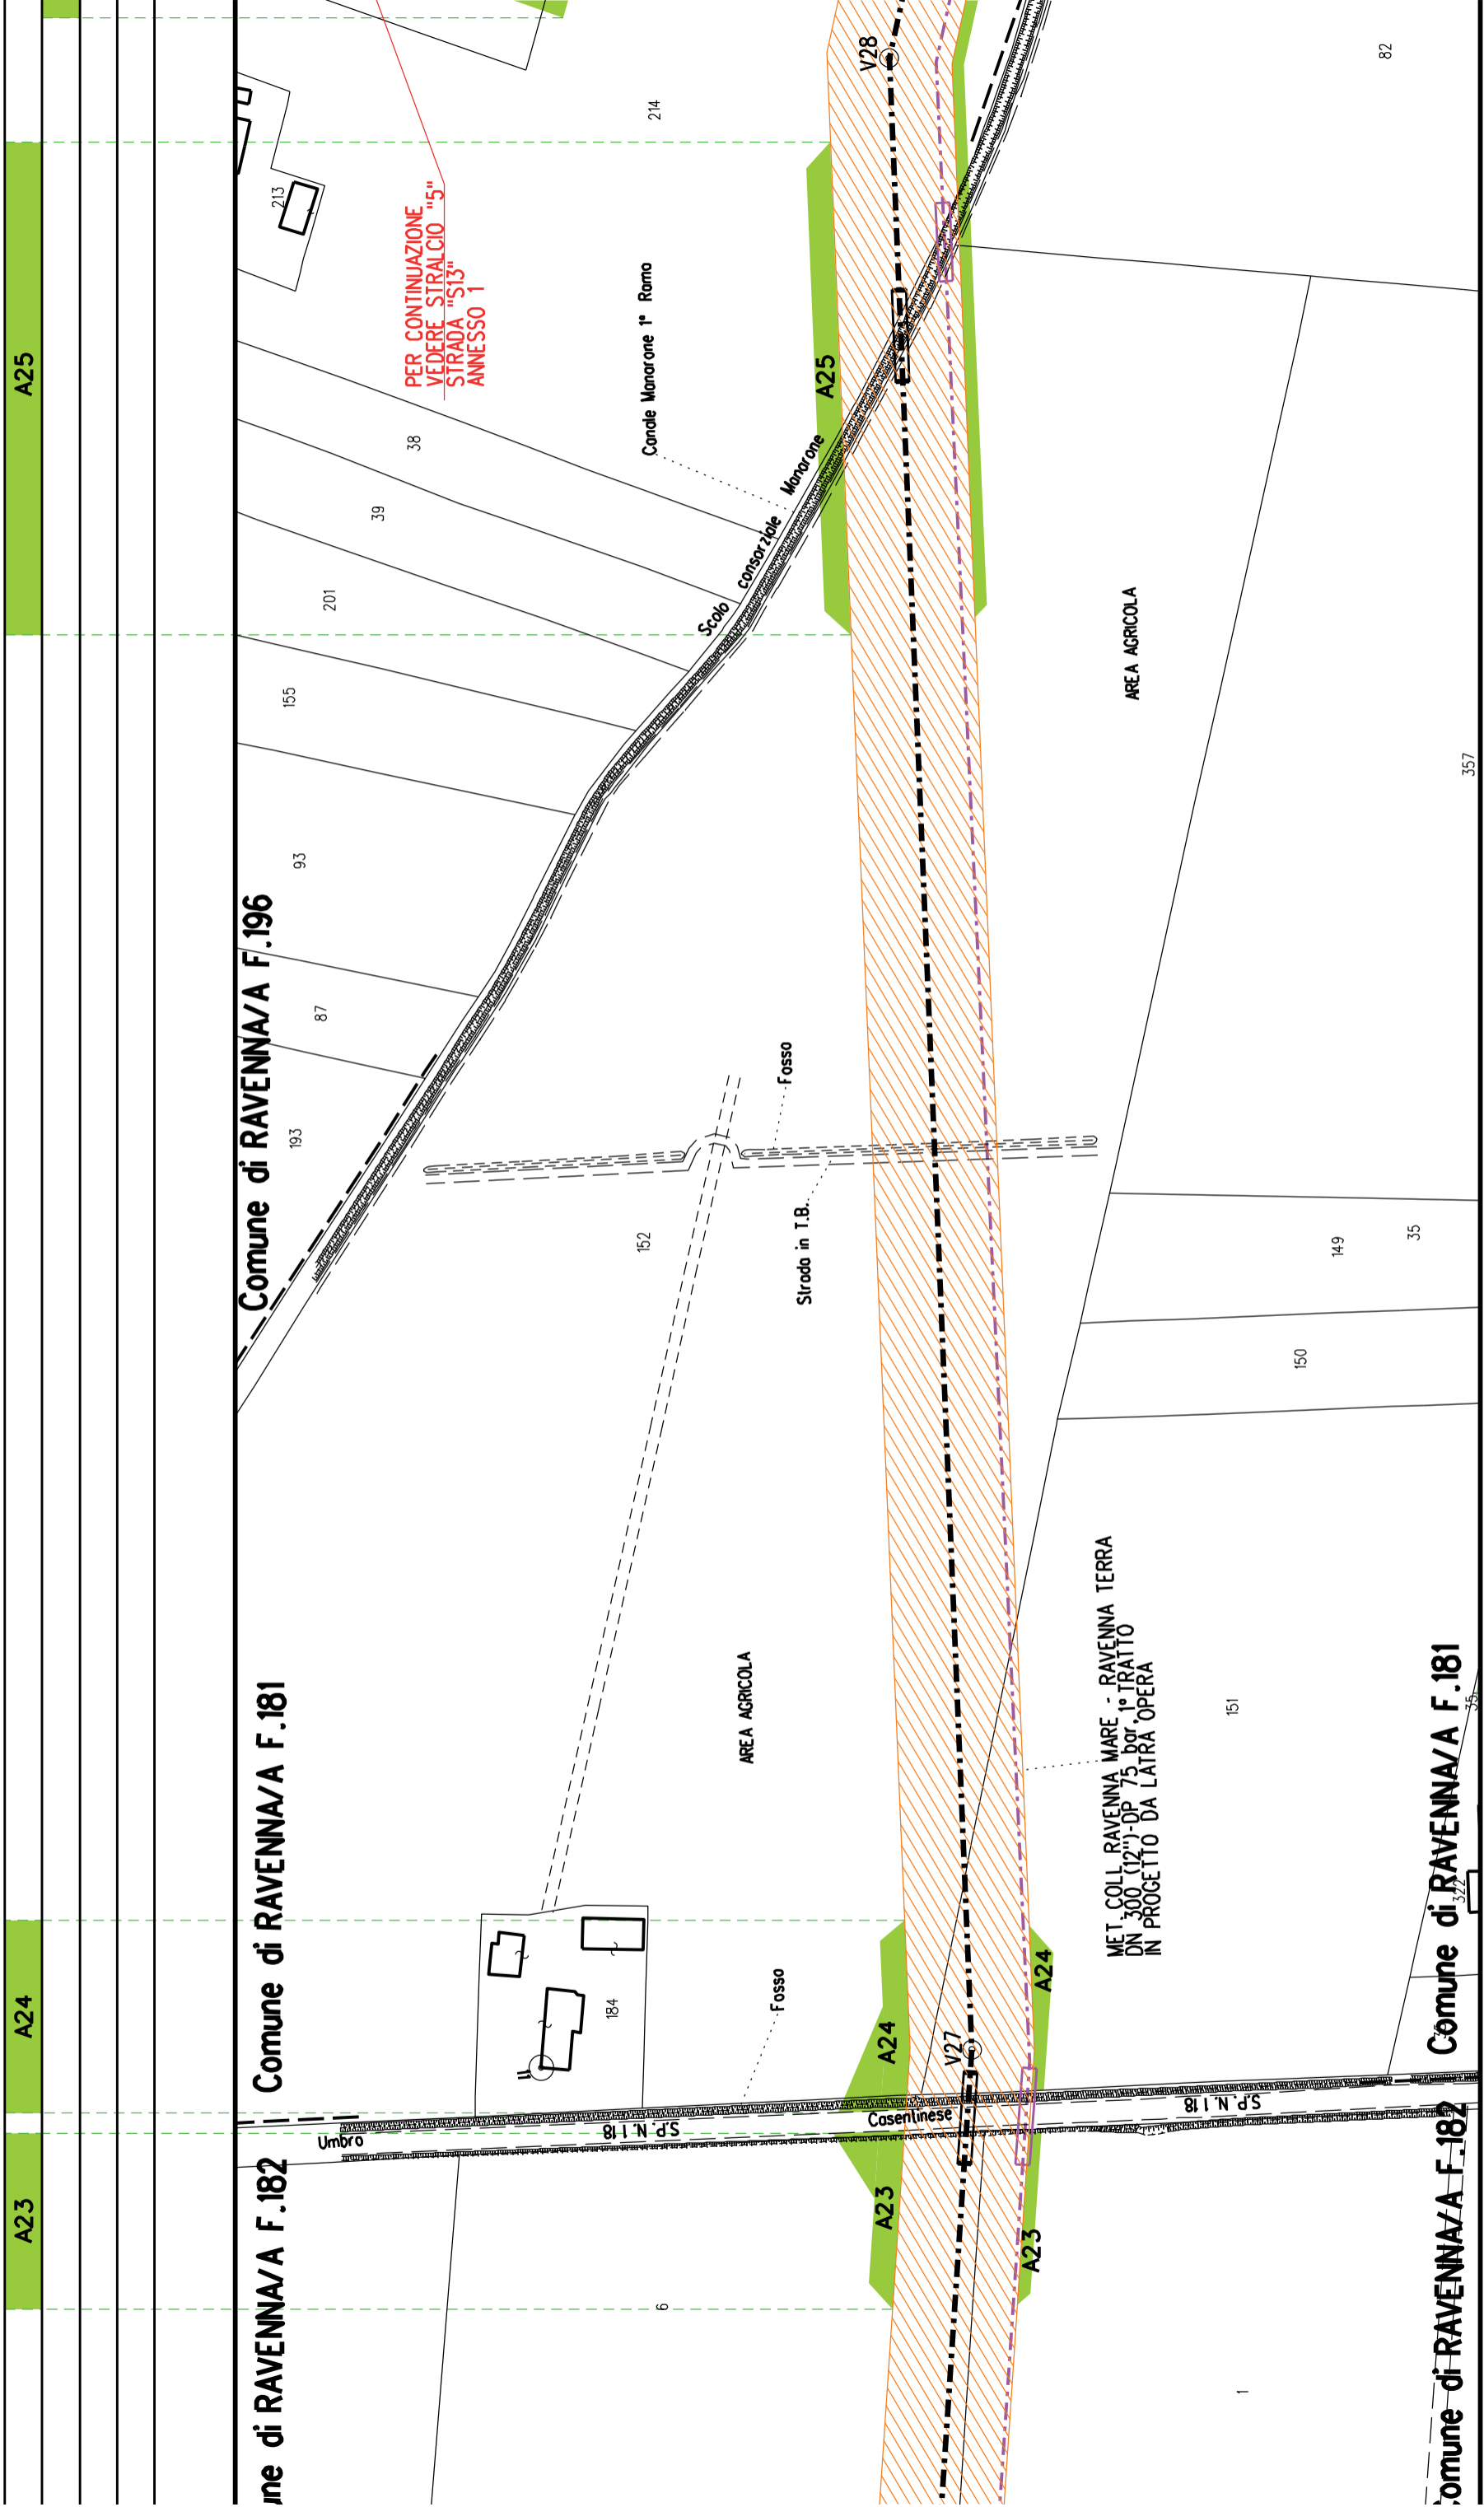 A25
A24
A23
Comune di RAVENNA/A F.196
Comune di RAVENNA/A F.181
di RAVENNA/A F.182
213
214
82
V28
PER CONTINUAZIONE
VEDERE STRALCIO "5"
STRADA "S13"
ANNESSO 1
Canale Manarone 1° Ramo
A25
38
39
201
155
93
87
193
Scolo consorziale Manarone
AREA AGRICOLA
357
Fosso
Strada in T.B.
152
149
35
150
AREA AGRICOLA
MET. COLL. RAVENNA MARE - RAVENNA TERRA
DN 300 (12")-DP 75 bar, 1° TRATTO
IN PROGETTO DA L'ATRA OPERA
151
35
322
184
Fosso
A24
A24
V27
Umbro
S.P. N.118
Casentinese
S.P. N.118
A23
A23
6
1
Comune di RAVENNA/A F.181
Comune di RAVENNA/A F.182